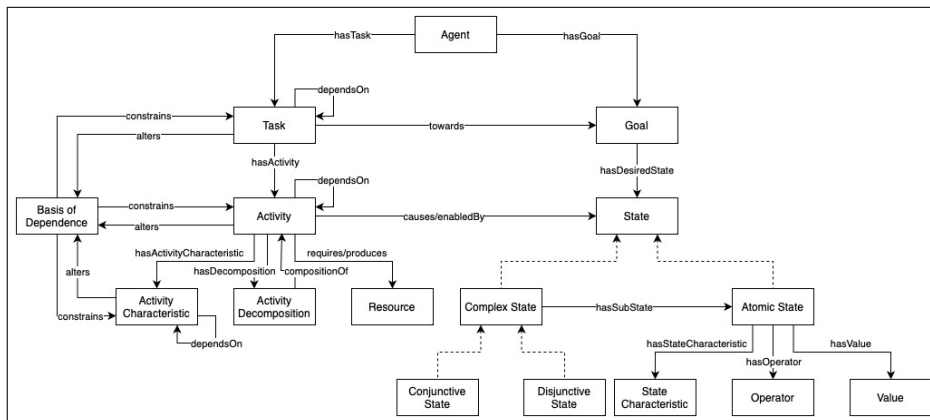 Agent
hasTask
hasGoal
dependsOn
constrains
Task
towards
Goal
alters
hasActivity
hasDesiredState
dependsOn
Basis of
Dependence
constrains
Activity
causes/enabledBy
State
alters
hasActivityCharacteristic
requires/produces
hasDecomposition
compositionOf
alters
Activity
Characteristic
Activity
Decomposition
Resource
Complex State
hasSubState
Atomic State
constrains
dependsOn
hasStateCharacteristic
hasValue
hasOperator
Conjunctive
State
Disjunctive
State
State
Characteristic
Operator
Value